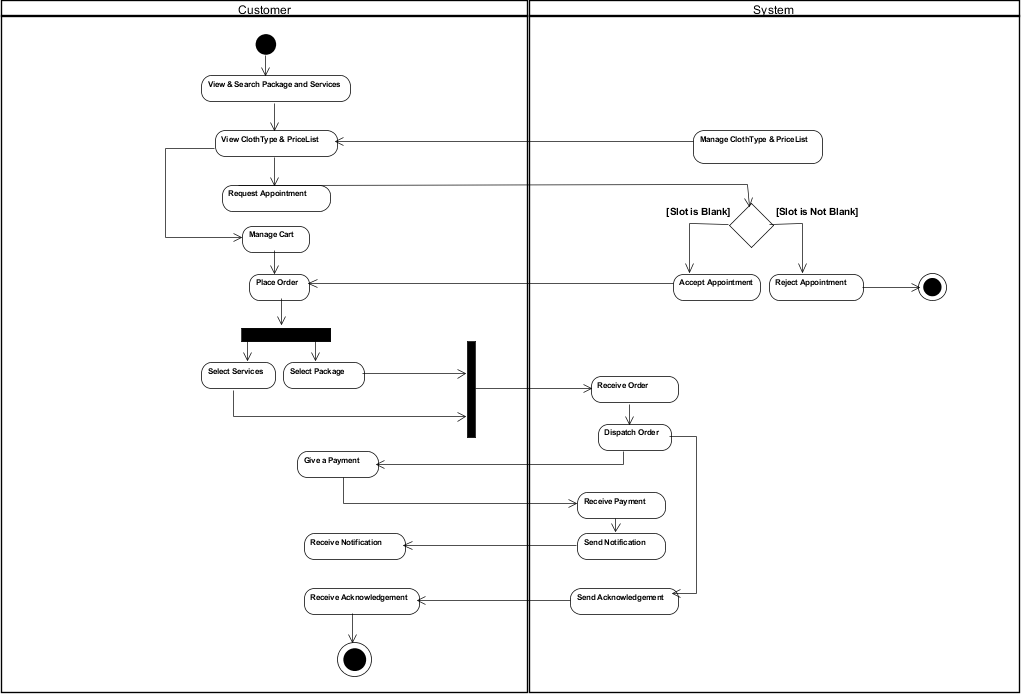 Customer
System
View & Search Package and Services
View ClothType & PriceList
Manage ClothType & PriceList
Request Appointment
[Slot is Blank]
[Slot is Not Blank]
Manage Cart
Place Order
Accept Appointment
Reject Appointment
Select Services
Select Package
Receive Order
Dispatch Order
Give a Payment
Receive Payment
Receive Notification
Send Notification
Receive Acknowledgement
Send Acknowledgement